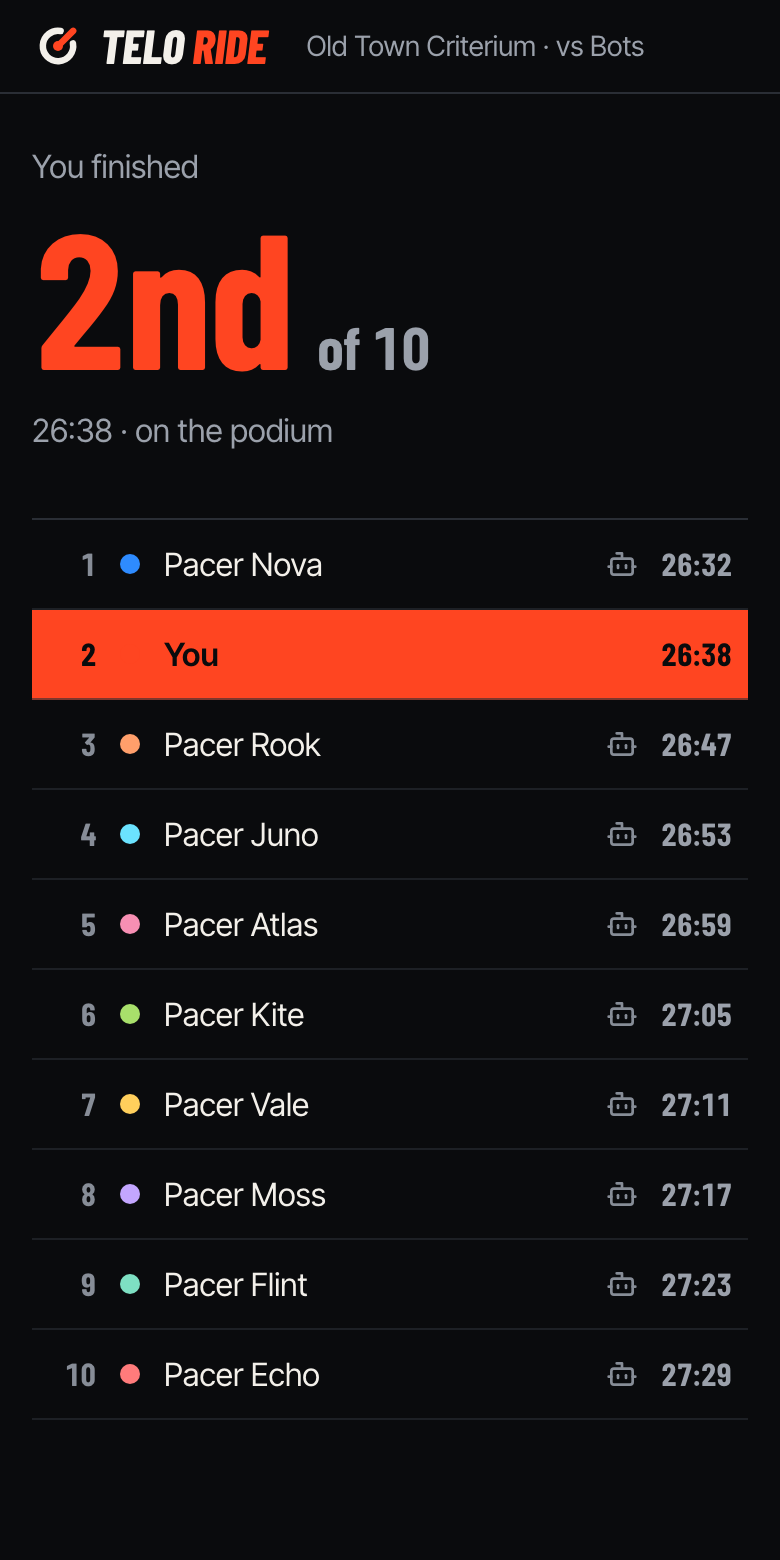 TELO RIDE Old Town Criterium · vs Bots
You finished
2nd of 10
26:38 · on the podium
1 Pacer Nova 26:32
2 You 26:38
3 Pacer Rook 26:47
4 Pacer Juno 26:53
5 Pacer Atlas 26:59
6 Pacer Kite 27:05
7 Pacer Vale 27:11
8 Pacer Moss 27:17
9 Pacer Flint 27:23
10 Pacer Echo 27:29